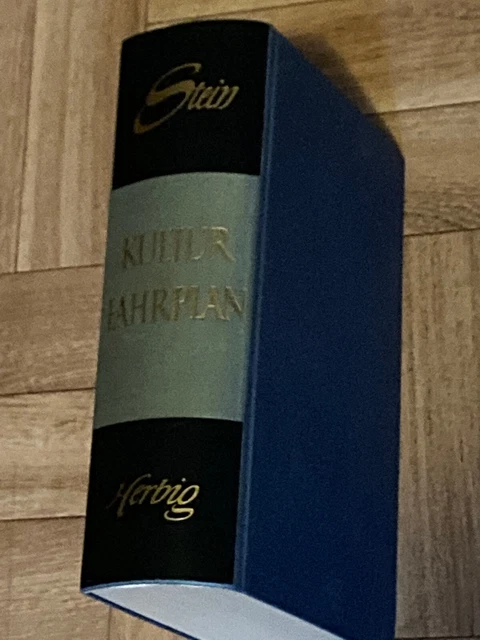 Stein
KULTUR
FAHRPLAN
Herbig